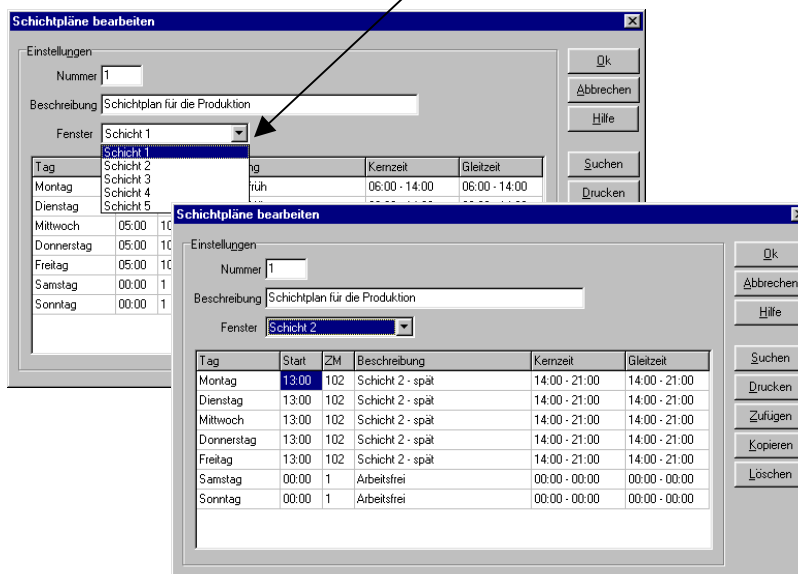 Schichtpläne bearbeiten
Einstellungen
Nummer 1
Beschreibung Schichtplan für die Produktion
Fenster Schicht 1
Schicht 1
Schicht 2
Schicht 3
Schicht 4
Schicht 5
Tag Kernzeit Gleitzeit
Montag früh 06:00 - 14:00 06:00 - 14:00
Dienstag
Mittwoch 05:00
Donnerstag 05:00
Freitag 05:00
Samstag 00:00 1
Sonntag 00:00 1
Ok
Abbrechen
Hilfe
Suchen
Drucken
Schichtpläne bearbeiten
Einstellungen
Nummer 1
Beschreibung Schichtplan für die Produktion
Fenster Schicht 2
Tag Start ZM Beschreibung Kernzeit Gleitzeit
Montag 13:00 102 Schicht 2 - spät 14:00 - 21:00 14:00 - 21:00
Dienstag 13:00 102 Schicht 2 - spät 14:00 - 21:00 14:00 - 21:00
Mittwoch 13:00 102 Schicht 2 - spät 14:00 - 21:00 14:00 - 21:00
Donnerstag 13:00 102 Schicht 2 - spät 14:00 - 21:00 14:00 - 21:00
Freitag 13:00 102 Schicht 2 - spät 14:00 - 21:00 14:00 - 21:00
Samstag 00:00 1 Arbeitsfrei 00:00 - 00:00 00:00 - 00:00
Sonntag 00:00 1 Arbeitsfrei 00:00 - 00:00 00:00 - 00:00
Ok
Abbrechen
Hilfe
Suchen
Drucken
Zufügen
Kopieren
Löschen